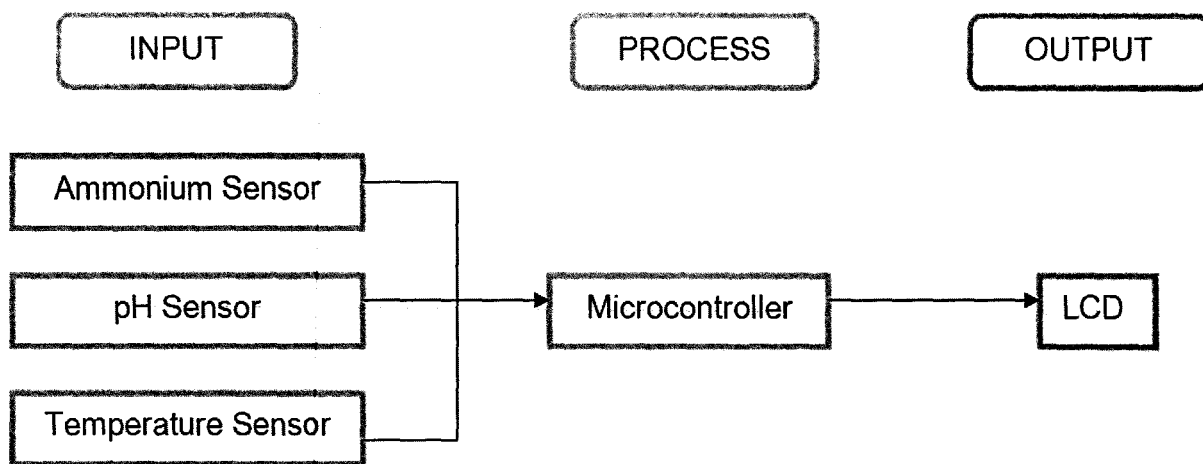 INPUT
PROCESS
OUTPUT
Ammonium Sensor
pH Sensor
Microcontroller
LCD
Temperature Sensor